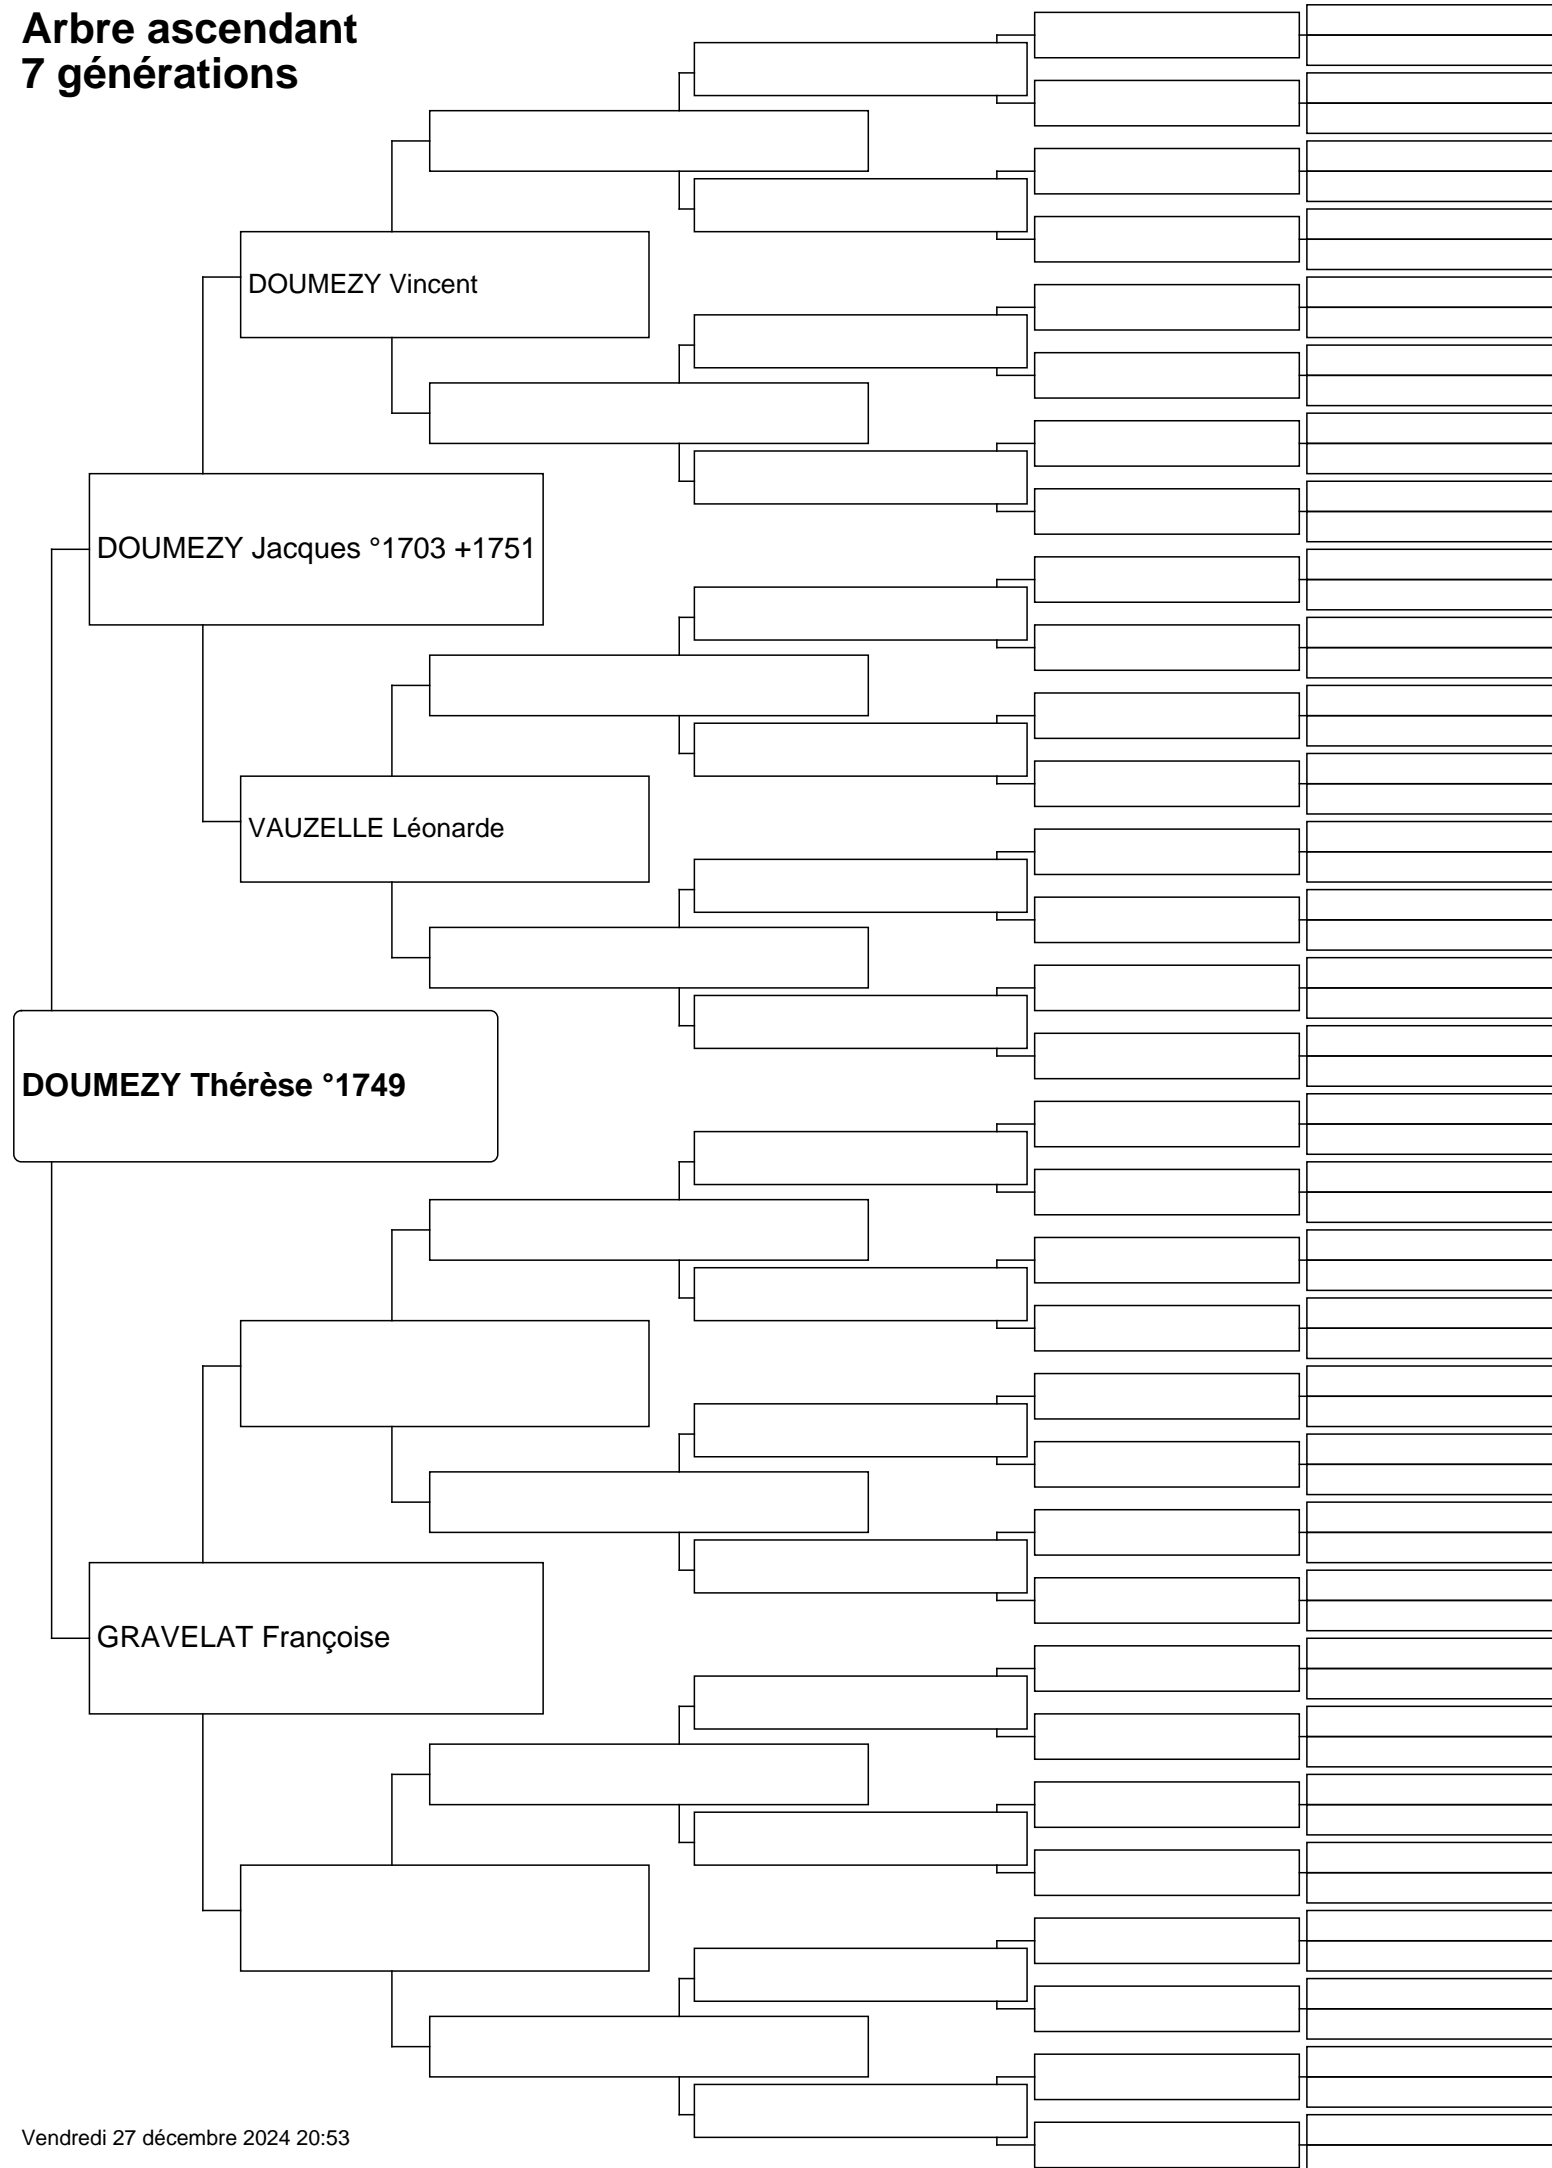 Arbre ascendant
7 générations
DOUMEZY Vincent
DOUMEZY Jacques °1703 +1751
VAUZELLE Léonarde
DOUMEZY Thérèse °1749
GRAVELAT Françoise
Vendredi 27 décembre 2024 20:53